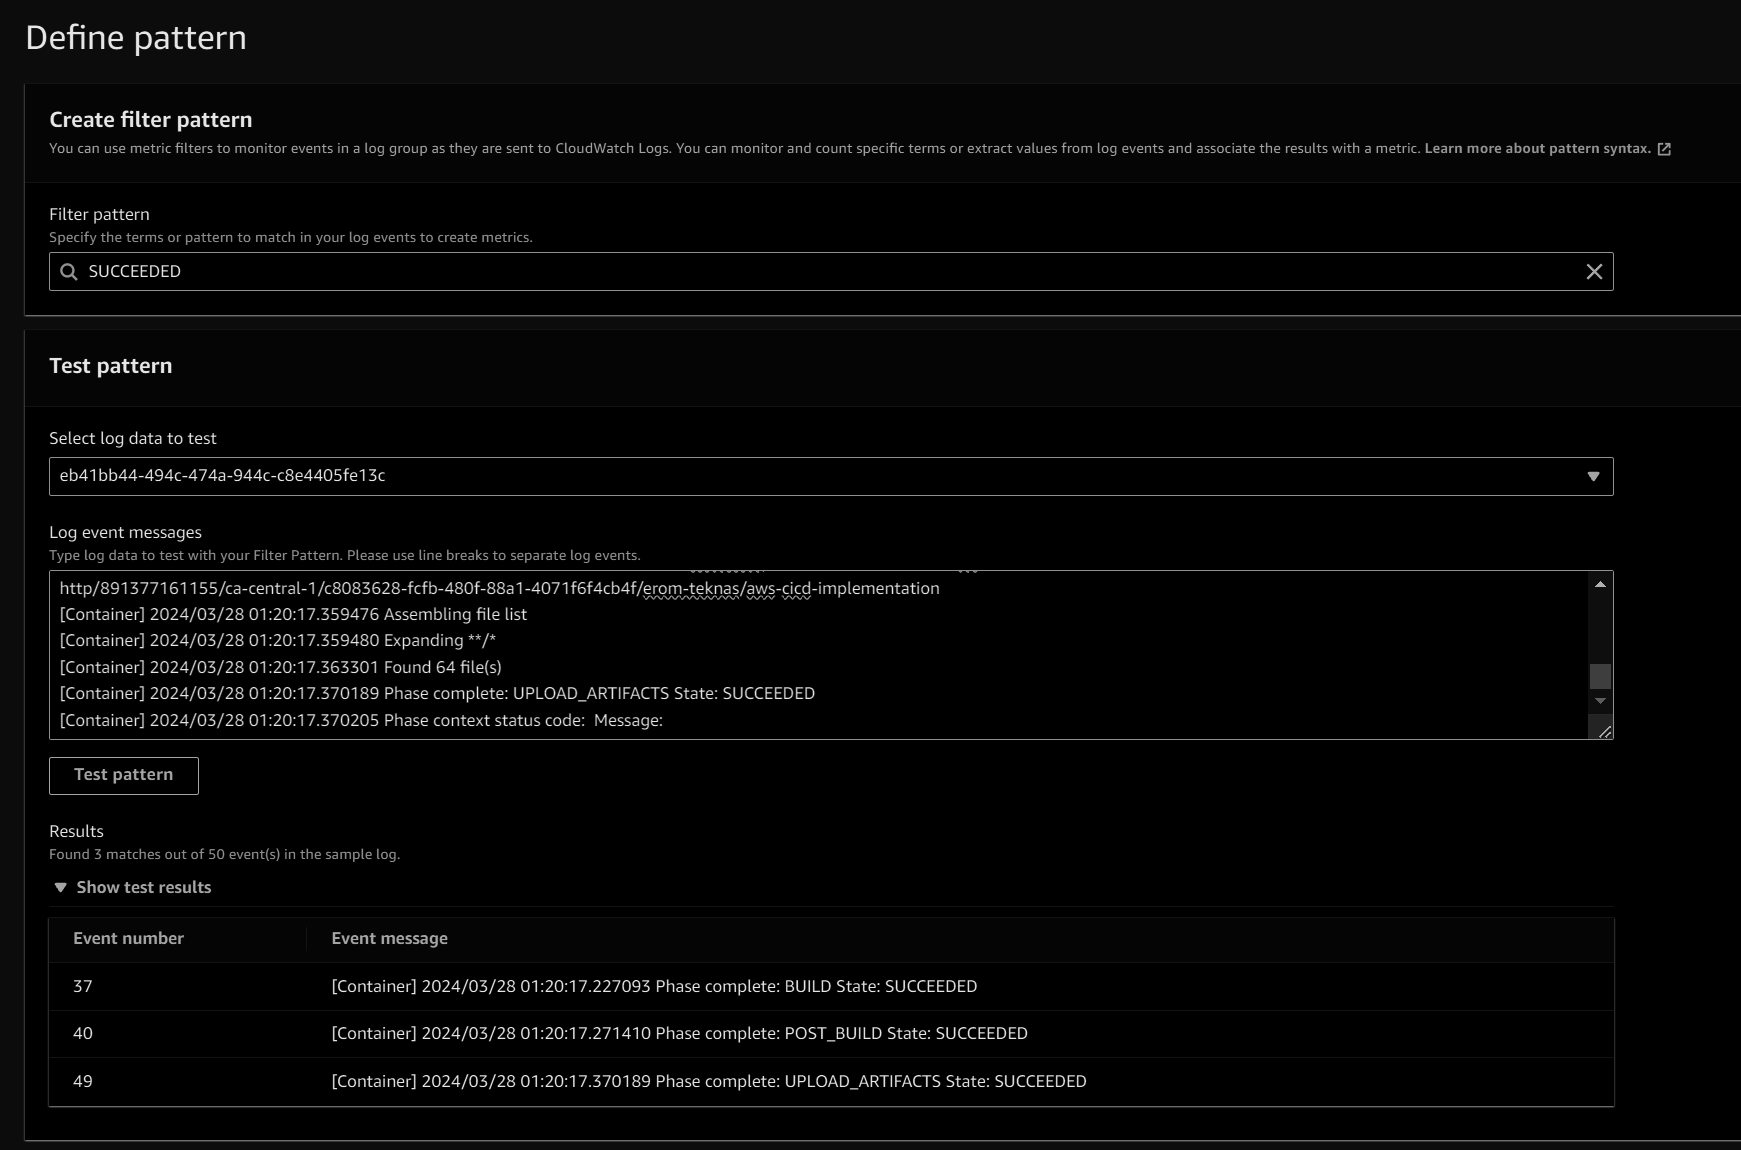 Define pattern
Create filter pattern
You can use metric filters to monitor events in a log group as they are sent to CloudWatch Logs. You can monitor and count specific terms or extract values from log events and associate the results with a metric. Learn more about pattern syntax.
Filter pattern
Specify the terms or pattern to match in your log events to create metrics.
SUCCEEDED
Test pattern
Select log data to test
eb41bb44-494c-474a-944c-c8e4405fe13c
Log event messages
Type log data to test with your Filter Pattern. Please use line breaks to separate log events.
http/891377161155/ca-central-1/c8083628-fcfb-480f-88a1-4071f6f4cb4f/erom-teknas/aws-cicd-implementation
[Container] 2024/03/28 01:20:17.359476 Assembling file list
[Container] 2024/03/28 01:20:17.359480 Expanding **/*
[Container] 2024/03/28 01:20:17.363301 Found 64 file(s)
[Container] 2024/03/28 01:20:17.370189 Phase complete: UPLOAD_ARTIFACTS State: SUCCEEDED
[Container] 2024/03/28 01:20:17.370205 Phase context status code:  Message:
Test pattern
Results
Found 3 matches out of 50 event(s) in the sample log.
Show test results
Event number Event message
37 [Container] 2024/03/28 01:20:17.227093 Phase complete: BUILD State: SUCCEEDED
40 [Container] 2024/03/28 01:20:17.271410 Phase complete: POST_BUILD State: SUCCEEDED
49 [Container] 2024/03/28 01:20:17.370189 Phase complete: UPLOAD_ARTIFACTS State: SUCCEEDED